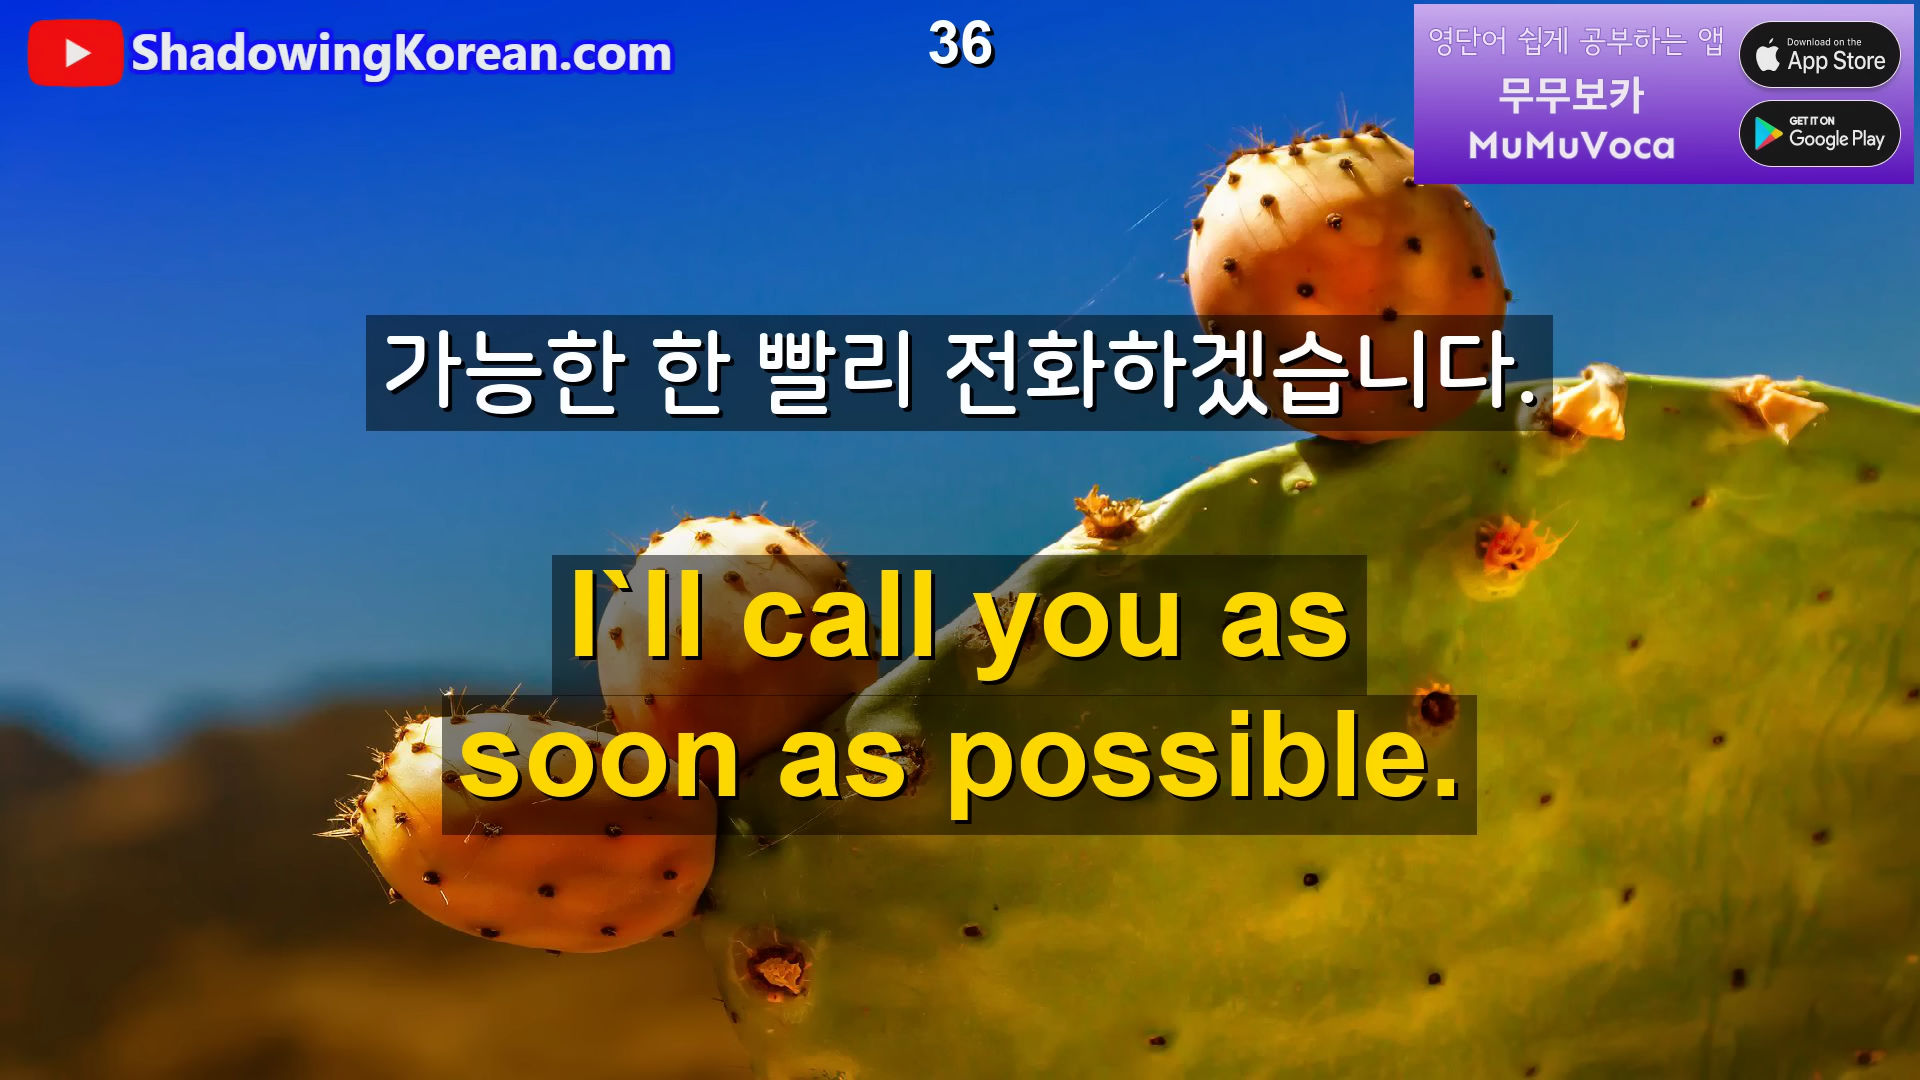 ShadowingKorean.com
36
영단어 쉽게 공부하는 앱
무무보카
MuMuVoca
Download on the
App Store
GET IT ON
Google Play
가능한 한 빨리 전화하겠습니다.
I`ll call you as
soon as possible.